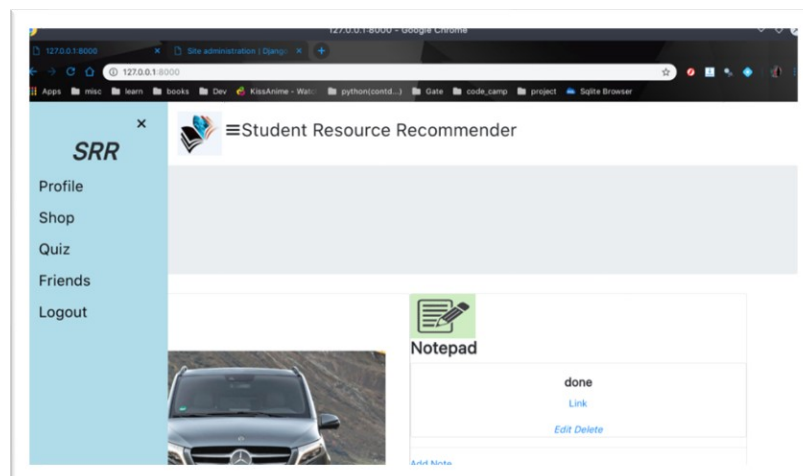 127.0.0.1:8000 - Google Chrome
127.0.0.1:8000
Site administration | Django
127.0.0.1:8000
Apps misc learn books Dev KissAnime - Watc python(contd...) Gate code_camp project Sqlite Browser
SRR
Student Resource Recommender
Profile
Shop
Quiz
Friends
Logout
Notepad
done
Link
Edit Delete
Add Note